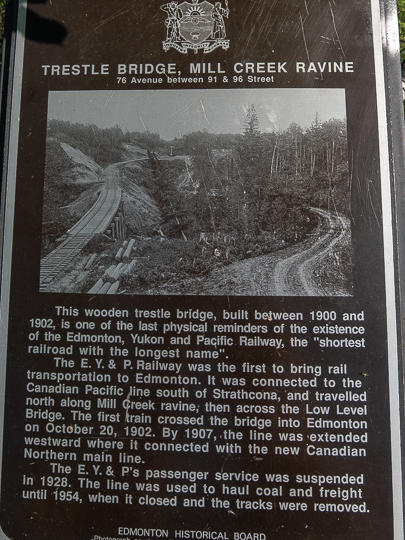 TRESTLE BRIDGE, MILL CREEK RAVINE
76 Avenue between 91 & 96 Street
This wooden trestle bridge, built between 1900 and
1902, is one of the last physical reminders of the existence
of the Edmonton, Yukon and Pacific Railway, the "shortest
railroad with the longest name".
The E.Y. & P. Railway was the first to bring rail
transportation to Edmonton. It was connected to the
Canadian Pacific line south of Strathcona, and travelled
north along Mill Creek ravine, then across the Low Level
Bridge. The first train crossed the bridge into Edmonton
on October 20, 1902. By 1907, the line was extended
westward where it connected with the new Canadian
Northern main line.
The E.Y. & P's passenger service was suspended
in 1928. The line was used to haul coal and freight
until 1954, when it closed and the tracks were removed.
EDMONTON HISTORICAL BOARD